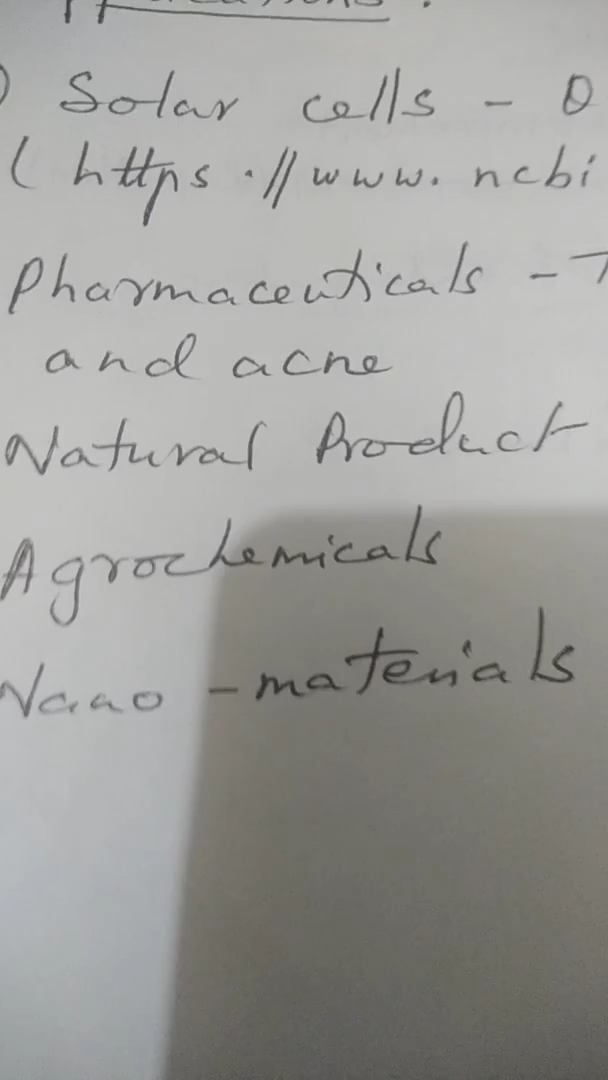 ) Solar cells - O
( https://www.ncbi
Pharmaceuticals - T
and acne
Natural Product
Agrochemicals
Nano - materials